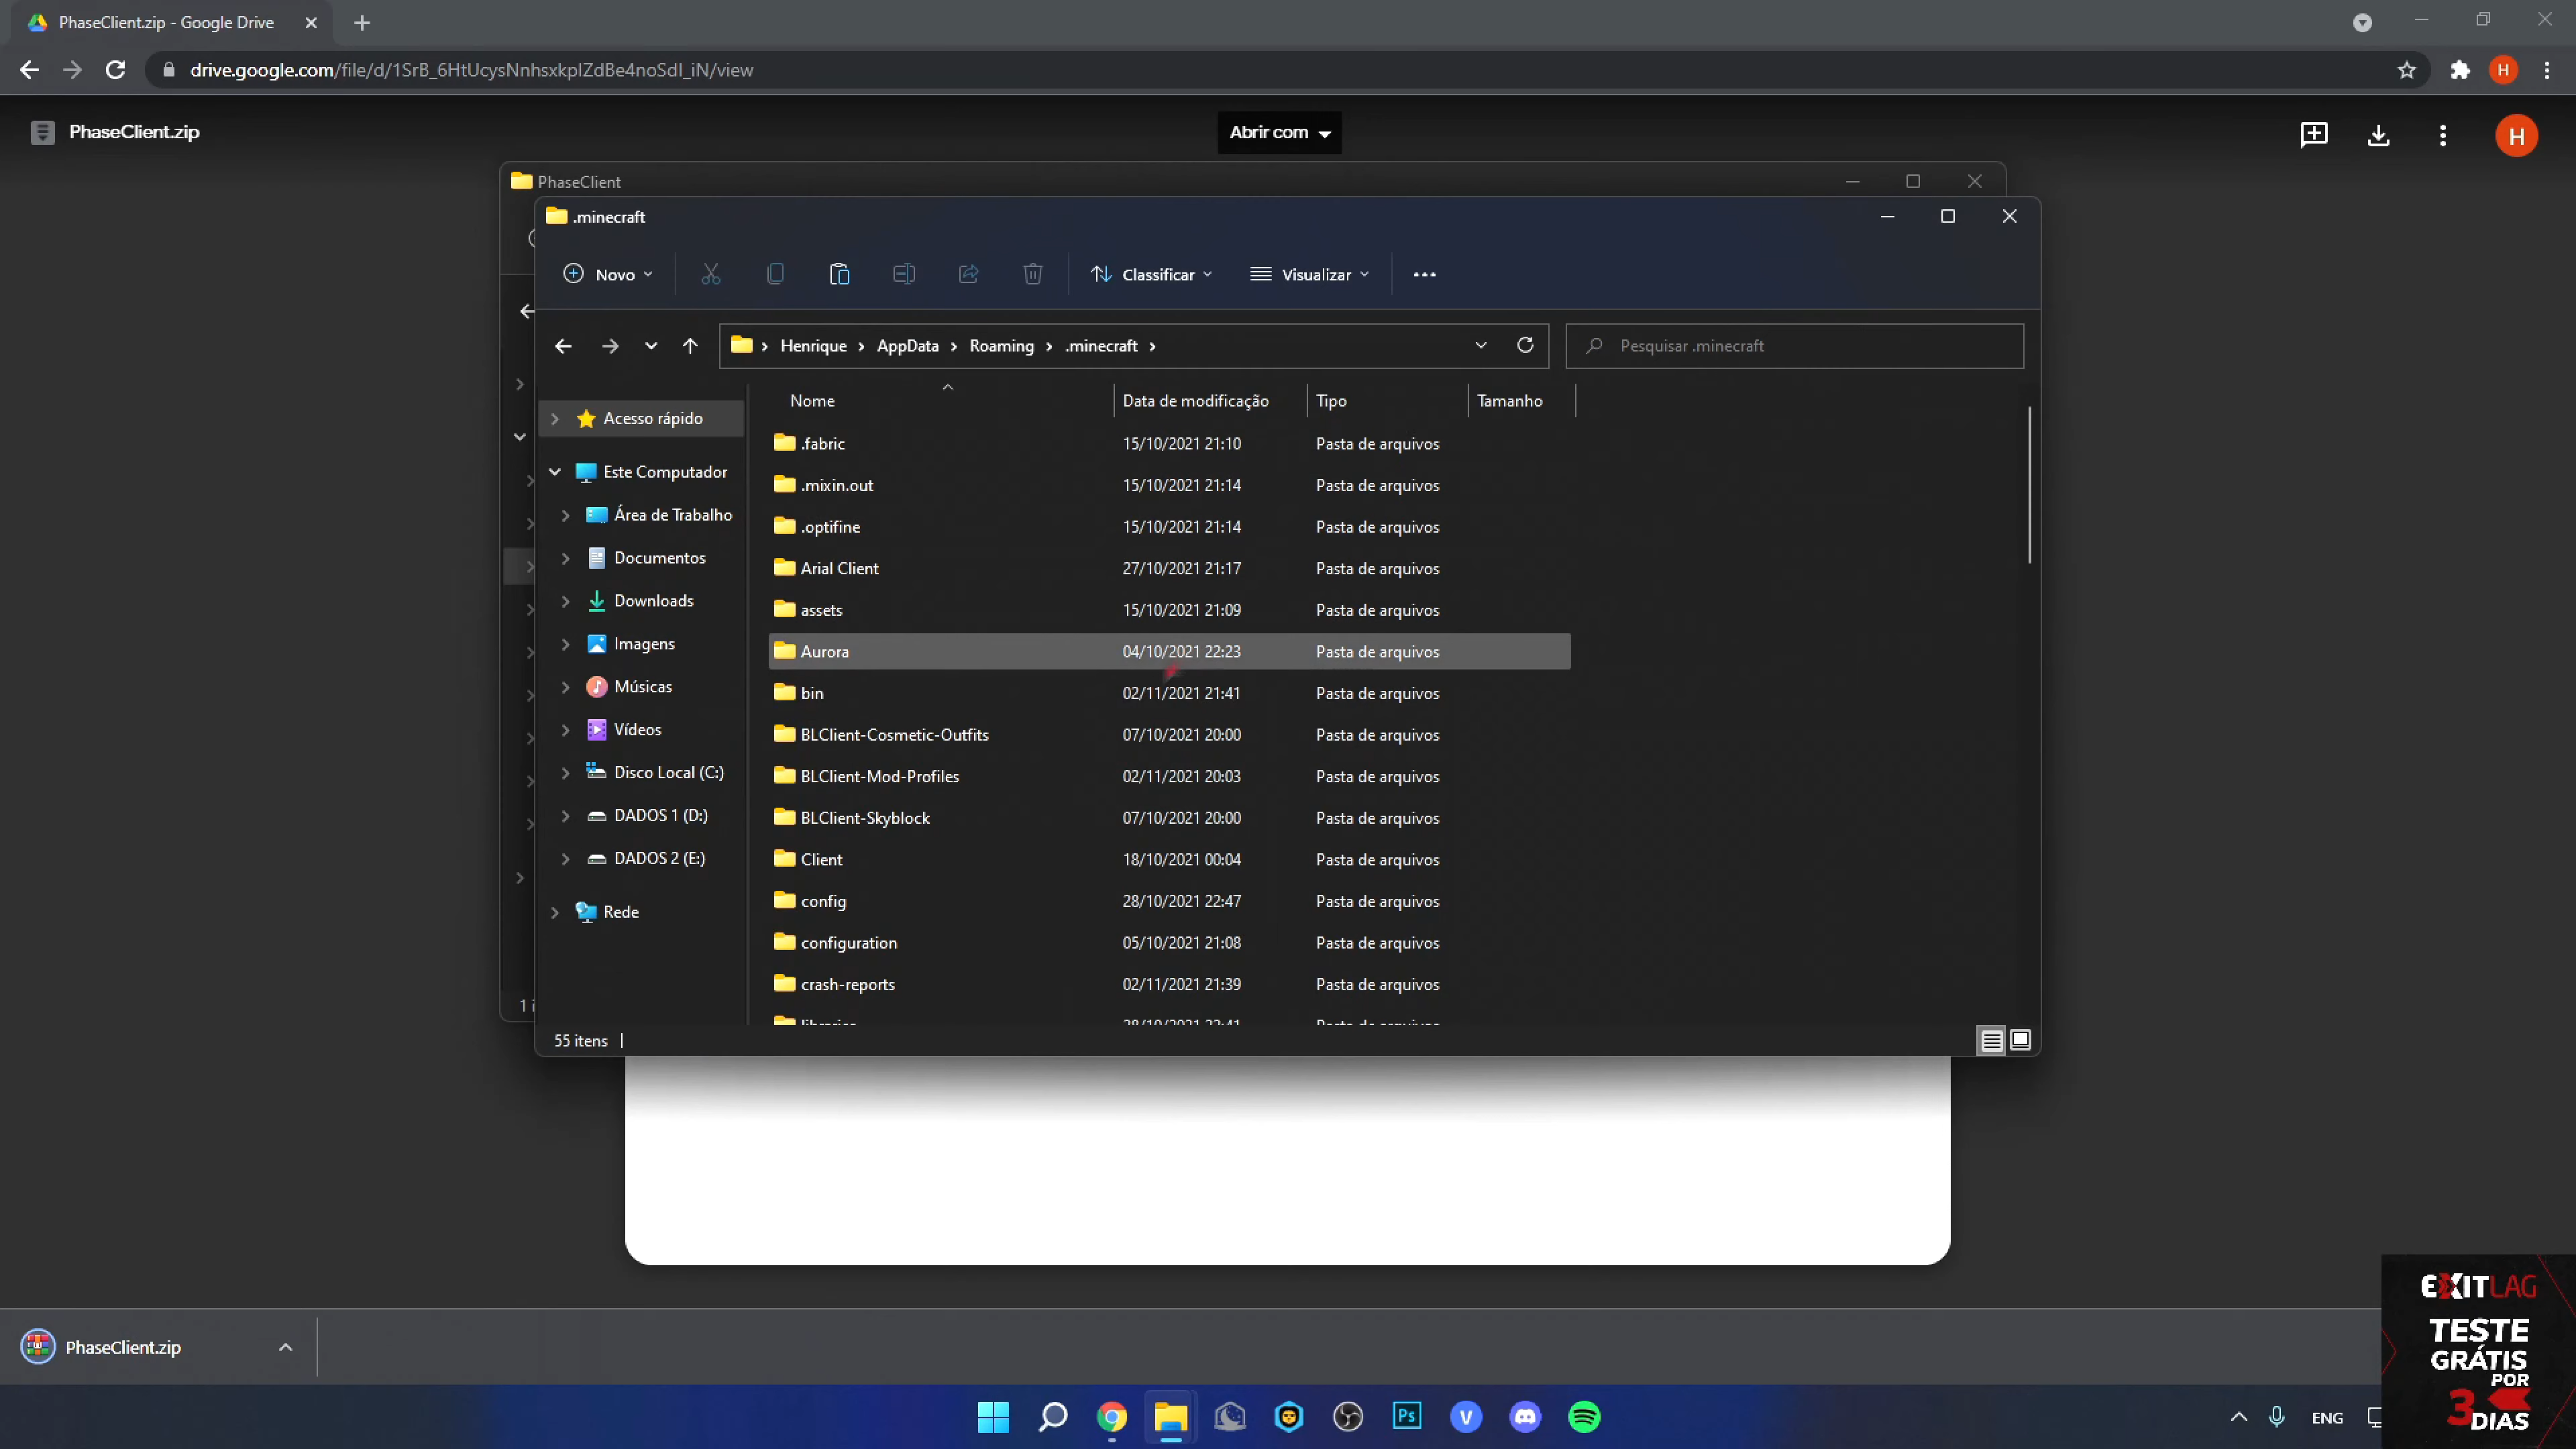 PhaseClient.zip - Google Drive
PhaseClient.zip
Abrir com
H
H
PhaseClient
.minecraft
Novo
Classificar
Visualizar
Henrique
AppData
Roaming
.minecraft
Pesquisar .minecraft
Nome
Data de modificação
Tipo
Tamanho
Acesso rápido
Este Computador
Área de Trabalho
Documentos
Downloads
Imagens
Músicas
Vídeos
Disco Local (C:)
DADOS 1 (D:)
DADOS 2 (E:)
Rede
.fabric 15/10/2021 21:10 Pasta de arquivos
.mixin.out 15/10/2021 21:14 Pasta de arquivos
.optifine 15/10/2021 21:14 Pasta de arquivos
Arial Client 27/10/2021 21:17 Pasta de arquivos
assets 15/10/2021 21:09 Pasta de arquivos
Aurora 04/10/2021 22:23 Pasta de arquivos
bin 02/11/2021 21:41 Pasta de arquivos
BLClient-Cosmetic-Outfits 07/10/2021 20:00 Pasta de arquivos
BLClient-Mod-Profiles 02/11/2021 20:03 Pasta de arquivos
BLClient-Skyblock 07/10/2021 20:00 Pasta de arquivos
Client 18/10/2021 00:04 Pasta de arquivos
config 28/10/2021 22:47 Pasta de arquivos
configuration 05/10/2021 21:08 Pasta de arquivos
crash-reports 02/11/2021 21:39 Pasta de arquivos
55 itens
PhaseClient.zip
Ps
V
ENG
EXITLAG
TESTE
GRÁTIS
POR
3 DIAS